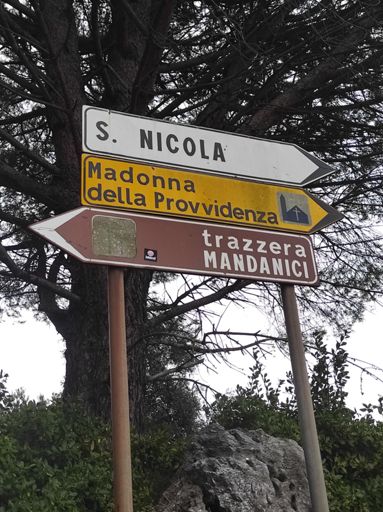 S. NICOLA
Madonna
della Provvidenza
trazzera
MANDANICI